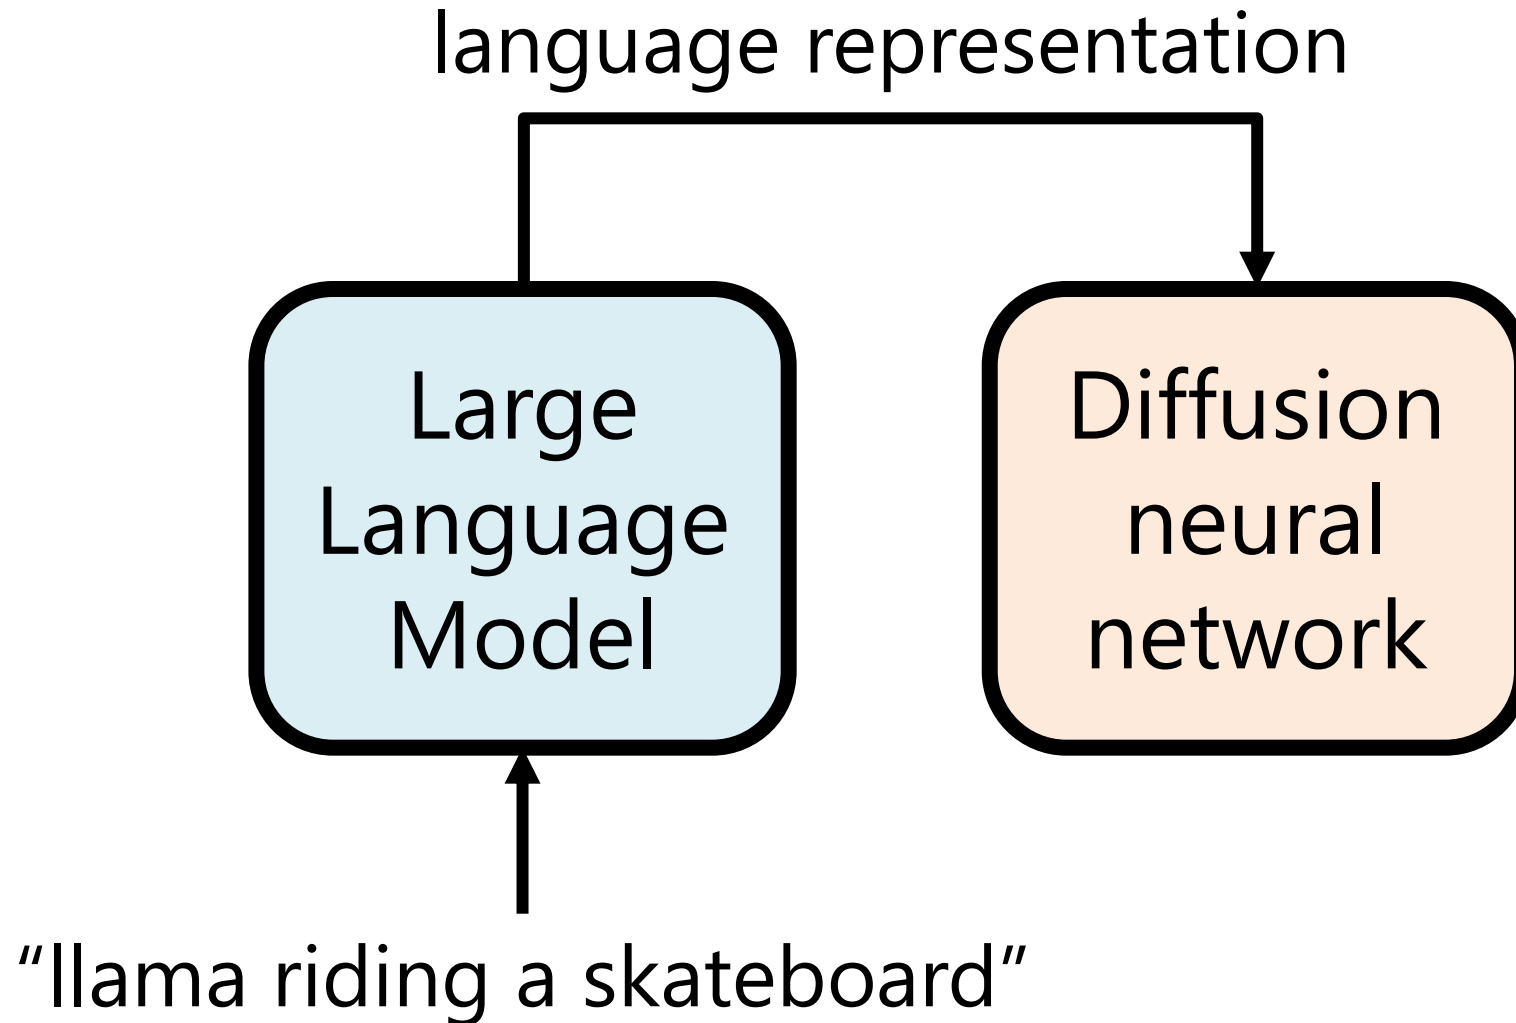 language representation
Large
Language
Model
Diffusion
neural
network
“llama riding a skateboard”